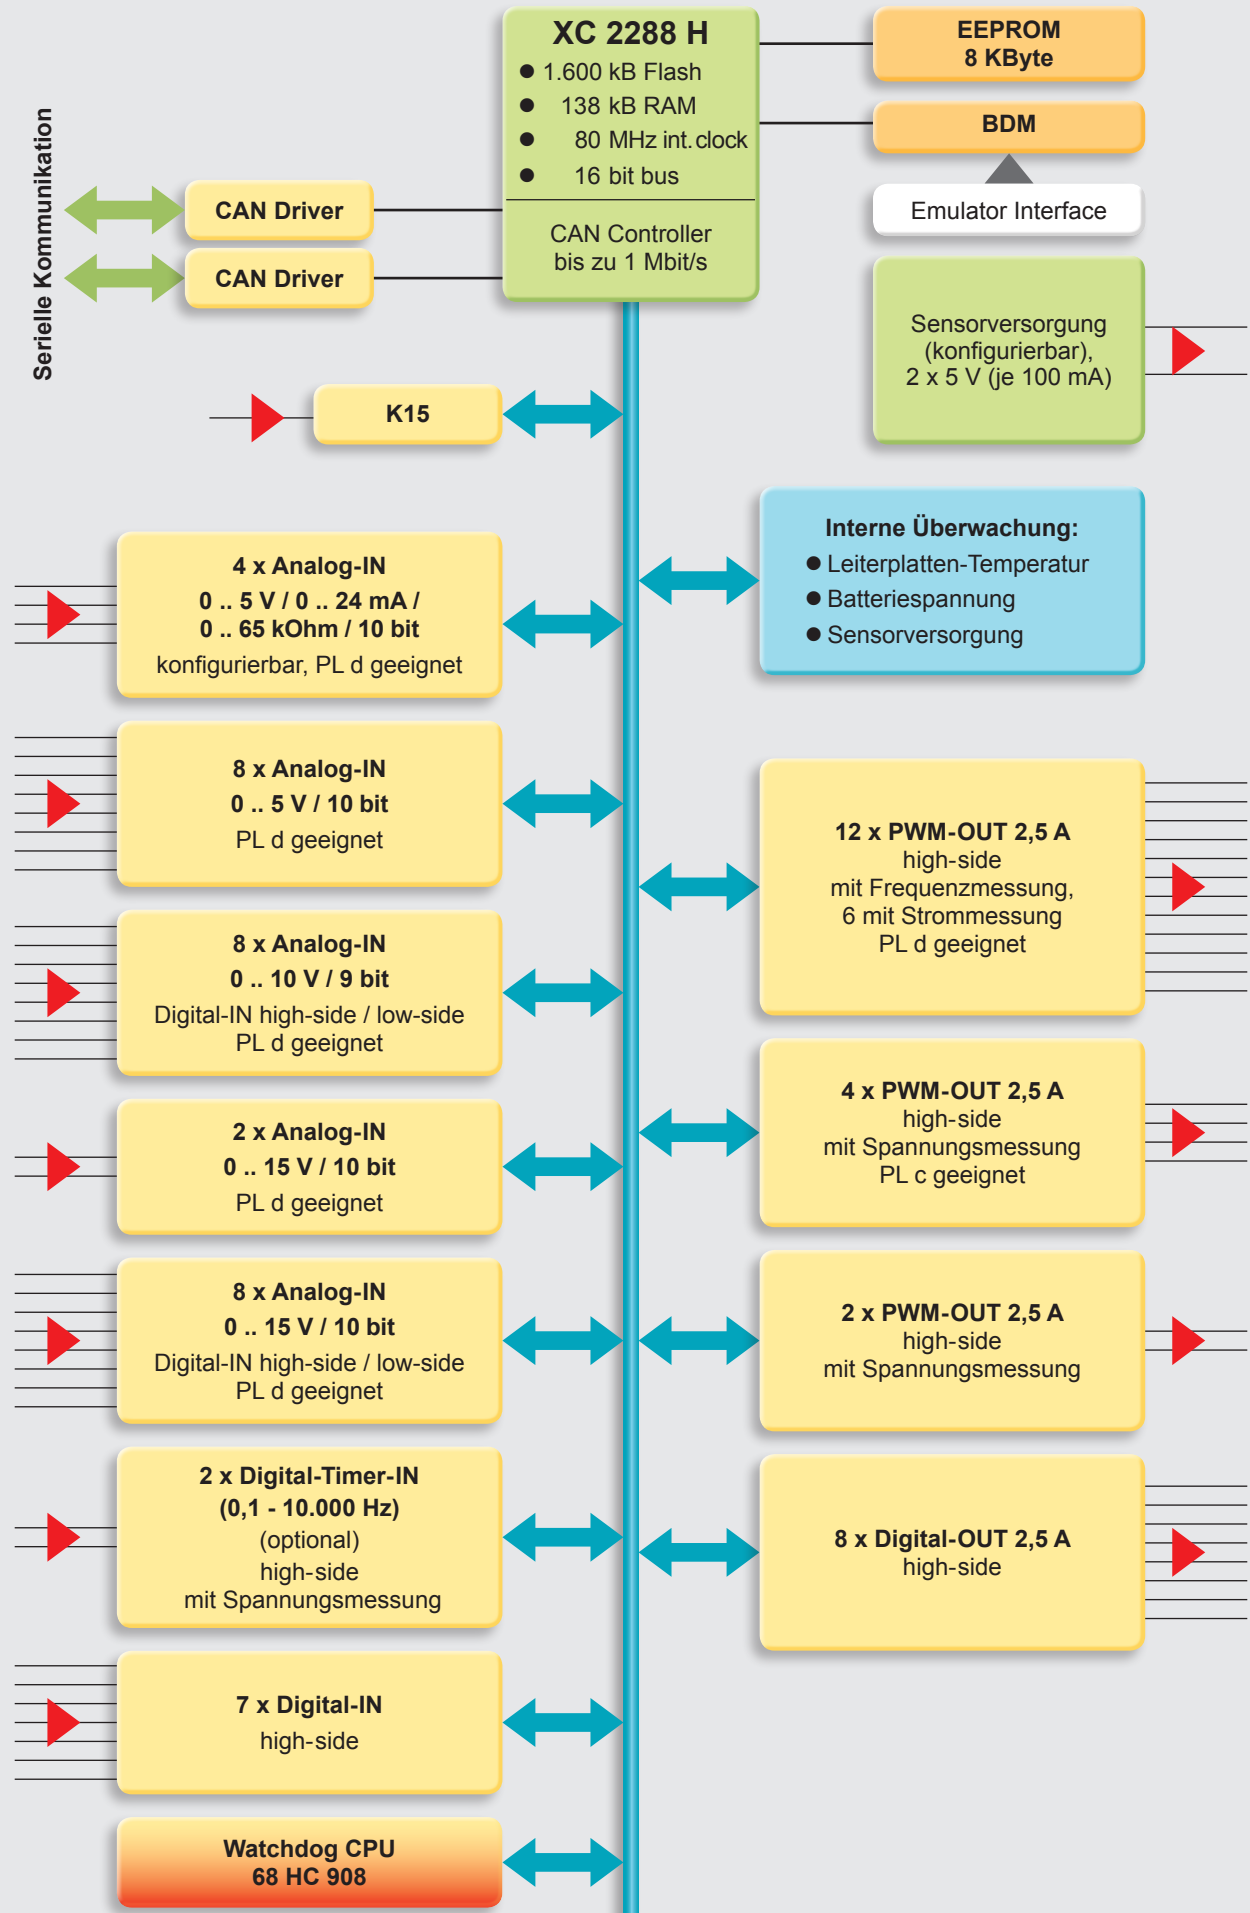 XC 2288 H
● 1.600 kB Flash
● 138 kB RAM
● 80 MHz int. clock
● 16 bit bus
CAN Controller
bis zu 1 Mbit/s
EEPROM
8 KByte
BDM
Emulator Interface
Serielle Kommunikation
CAN Driver
CAN Driver
Sensorversorgung
(konfigurierbar),
2 x 5 V (je 100 mA)
K15
Interne Überwachung:
● Leiterplatten-Temperatur
● Batteriespannung
● Sensorversorgung
4 x Analog-IN
0 .. 5 V / 0 .. 24 mA /
0 .. 65 kOhm / 10 bit
konfigurierbar, PL d geeignet
8 x Analog-IN
0 .. 5 V / 10 bit
PL d geeignet
8 x Analog-IN
0 .. 10 V / 9 bit
Digital-IN high-side / low-side
PL d geeignet
2 x Analog-IN
0 .. 15 V / 10 bit
PL d geeignet
8 x Analog-IN
0 .. 15 V / 10 bit
Digital-IN high-side / low-side
PL d geeignet
2 x Digital-Timer-IN
(0,1 - 10.000 Hz)
(optional)
high-side
mit Spannungsmessung
7 x Digital-IN
high-side
Watchdog CPU
68 HC 908
12 x PWM-OUT 2,5 A
high-side
mit Frequenzmessung,
6 mit Strommessung
PL d geeignet
4 x PWM-OUT 2,5 A
high-side
mit Spannungsmessung
PL c geeignet
2 x PWM-OUT 2,5 A
high-side
mit Spannungsmessung
8 x Digital-OUT 2,5 A
high-side